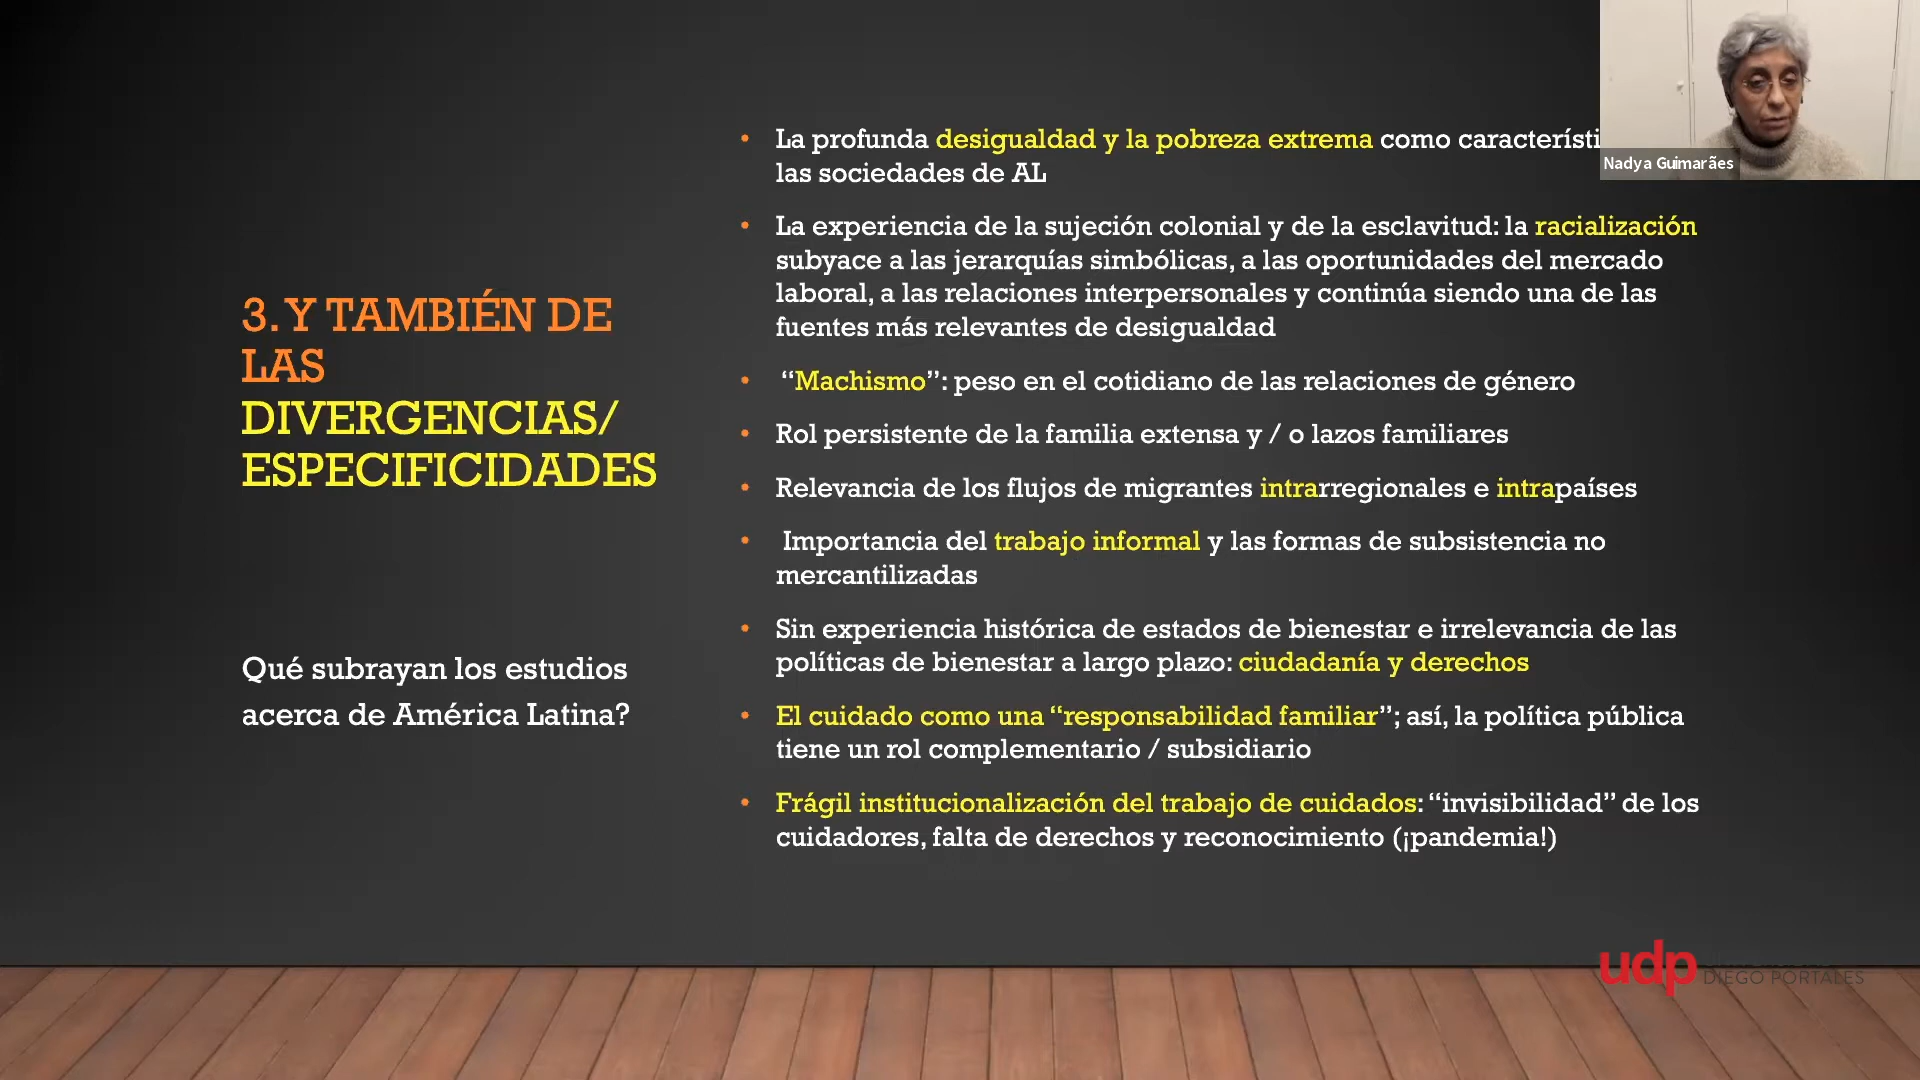 3. Y TAMBIÉN DE
LAS
DIVERGENCIAS/
ESPECIFICIDADES
Qué subrayan los estudios
acerca de América Latina?
• La profunda desigualdad y la pobreza extrema como
las sociedades de AL
• La experiencia de la sujeción colonial y de la esclavitud: la racialización
subyace a las jerarquías simbólicas, a las oportunidades del mercado
laboral, a las relaciones interpersonales y continúa siendo una de las
fuentes más relevantes de desigualdad
• “Machismo”: peso en el cotidiano de las relaciones de género
• Rol persistente de la familia extensa y / o lazos familiares
• Relevancia de los flujos de migrantes intrarregionales e intrapaíses
• Importancia del trabajo informal y las formas de subsistencia no
mercantilizadas
• Sin experiencia histórica de estados de bienestar e irrelevancia de las
políticas de bienestar a largo plazo: ciudadanía y derechos
• El cuidado como una “responsabilidad familiar”; así, la política pública
tiene un rol complementario / subsidiario
• Frágil institucionalización del trabajo de cuidados: “invisibilidad” de los
cuidadores, falta de derechos y reconocimiento (¡pandemia!)
Nadya Guimarães
udp
DIEGO PORTALES